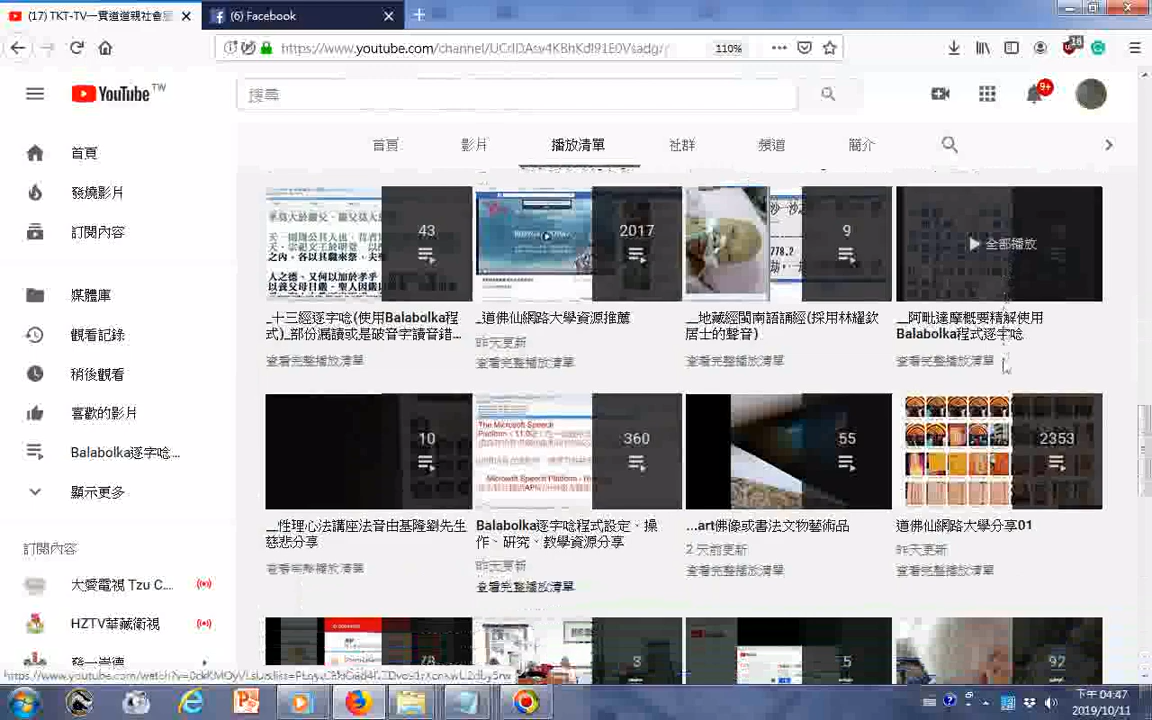 (17) TKT-TV一貫道道親社會
(6) Facebook
https://www.youtube.com/channel/
110%
18
YouTube TW
搜尋
9+
首頁
影片
播放清單
社群
頻道
簡介
首頁
發燒影片
訂閱內容
媒體庫
觀看記錄
稍後觀看
喜歡的影片
Balabolka逐字唸...
顯示更多
訂閱內容
大愛電視 Tzu C...
HZTV華藏衛視
43
2017
9
全部播放
_十三經逐字唸(使用Balabolka程
式)_部份漏讀或是破音字讀音錯...
查看完整播放清單
_道佛仙網路大學資源推薦
昨天更新
查看完整播放清單
__地藏經閩南語誦經(採用林耀欽
居士的聲音)
查看完整播放清單
__阿毗達摩概要精解使用
Balabolka程式逐字唸
查看完整播放清單
10
360
55
2353
The Microsoft Speech
__性理心法講座法音由基隆劉先生
慈悲分享
查看完整播放清單
Balabolka逐字唸程式設定、操
作、研究、教學資源分享
昨天更新
查看完整播放清單
...art佛像或書法文物藝術品
2 天前更新
查看完整播放清單
道佛仙網路大學分享01
昨天更新
查看完整播放清單
78
3
5
92
下午 04:47
2019/10/11